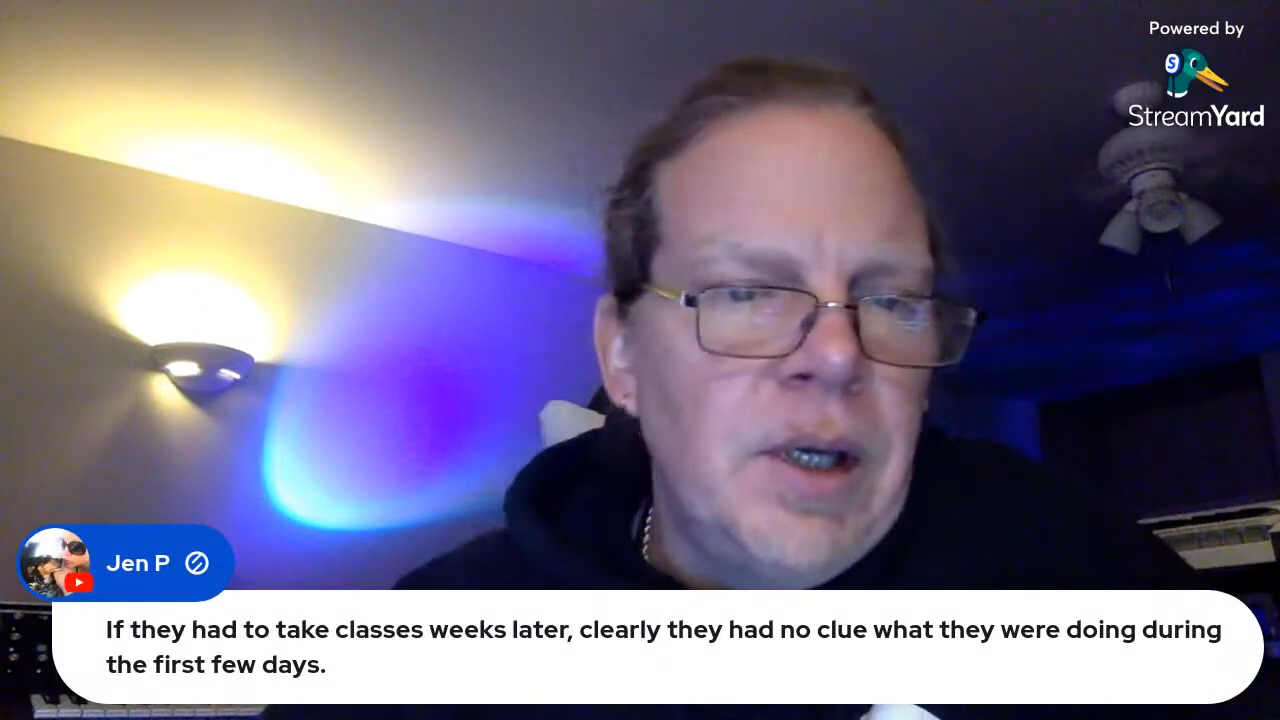 Powered by
S
StreamYard
Jen P
If they had to take classes weeks later, clearly they had no clue what they were doing during
the first few days.